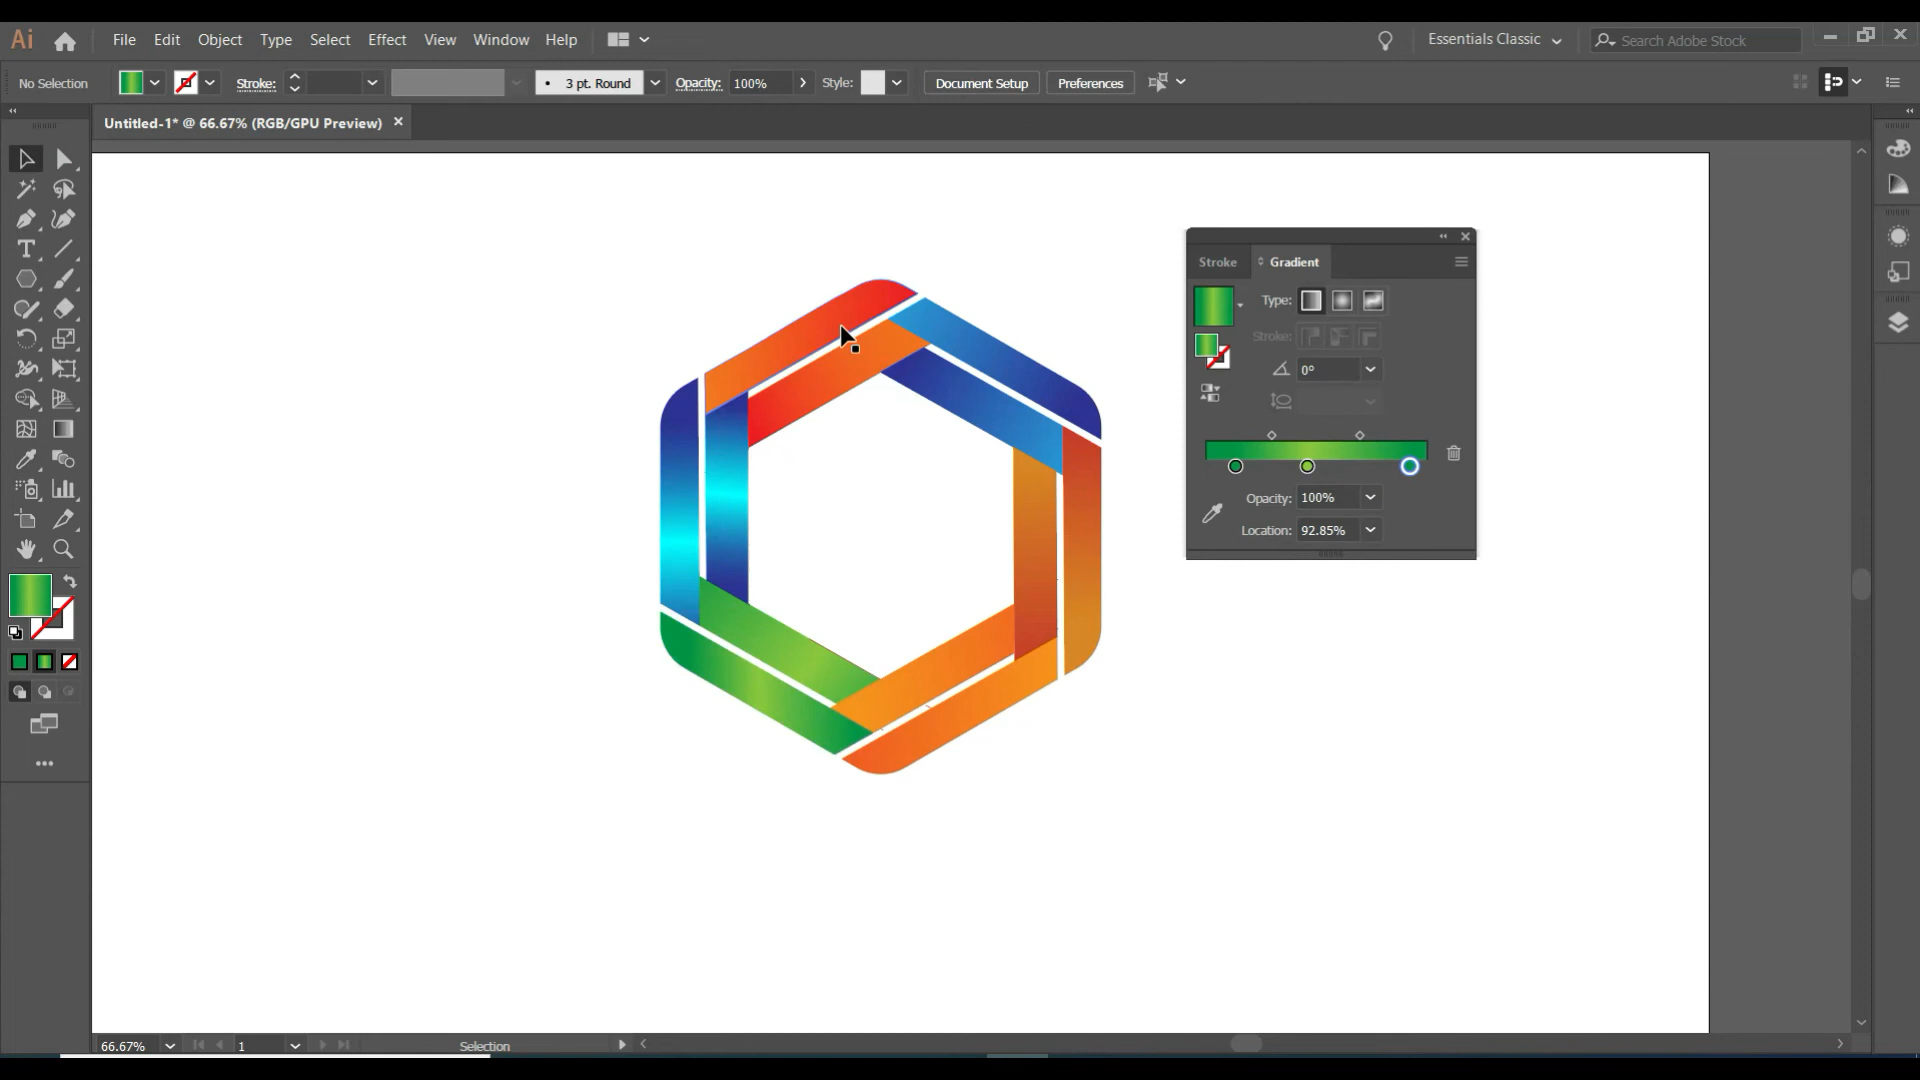 Ai File Edit Object Type Select Effect View Window Help Essentials Classic Search Adobe Stock
No Selection Stroke: 3 pt. Round Opacity: 100% Style: Document Setup Preferences
Untitled-1* @ 66.67% (RGB/GPU Preview)
Stroke Gradient
Type:
Stroke:
0°
Opacity: 100%
Location: 92.85%
66.67% 1 Selection